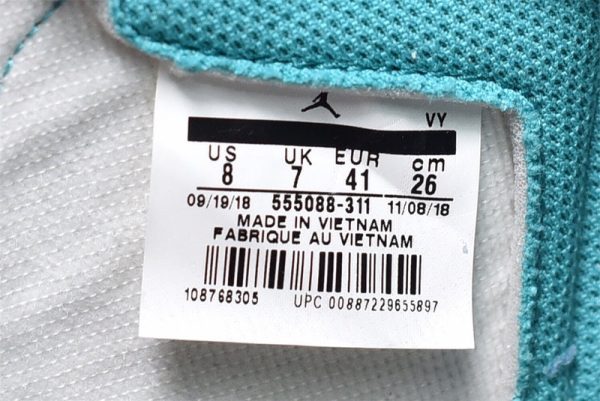 VY
US UK EUR cm
8 7 41 26
09/19/18 555088-311 11/08/18
MADE IN VIETNAM
FABRIQUE AU VIETNAM
108768305 UPC 00887229655897